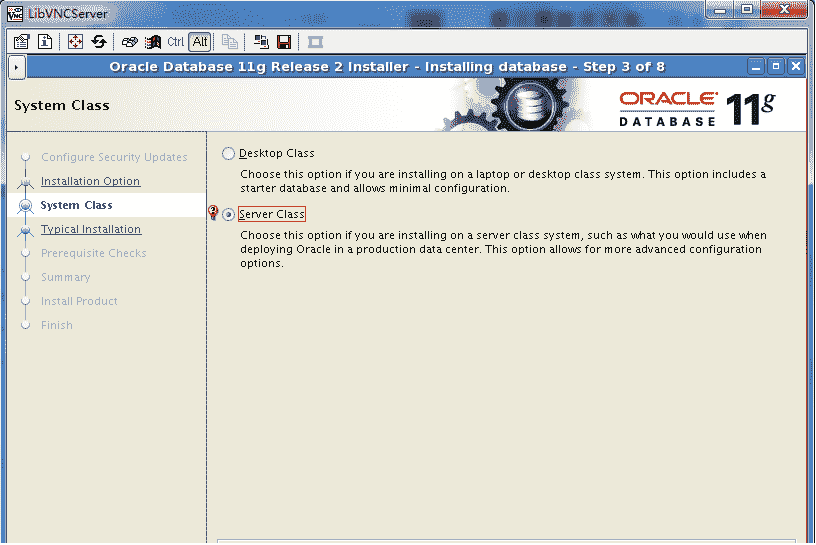 LibVNCServer
Ctrl Alt
Oracle Database 11g Release 2 Installer - Installing database - Step 3 of 8
System Class
ORACLE
DATABASE
11g
Configure Security Updates
Installation Option
System Class
Typical Installation
Prerequisite Checks
Summary
Install Product
Finish
Desktop Class
Choose this option if you are installing on a laptop or desktop class system. This option includes a
starter database and allows minimal configuration.
Server Class
Choose this option if you are installing on a server class system, such as what you would use when
deploying Oracle in a production data center. This option allows for more advanced configuration
options.